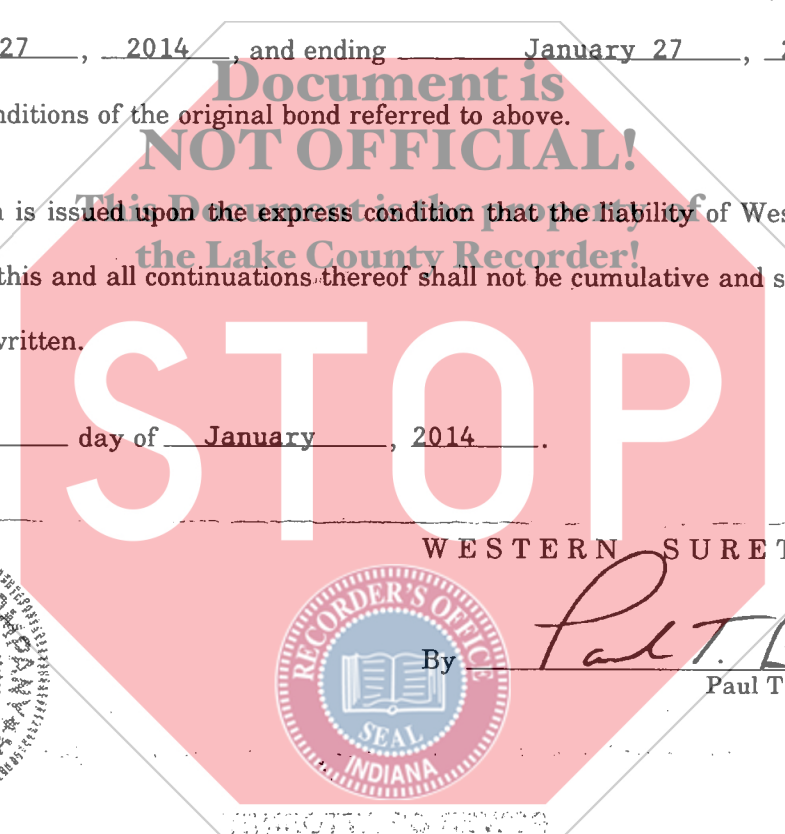 27, 2014, and ending January 27,
Document is
nditions of the original bond referred to above.
NOT OFFICIAL!
is issued upon the express condition that the liability of Wes
This Document is the property of
the Lake County Recorder!
this and all continuations thereof shall not be cumulative and s
written.
STOP
day of January, 2014.
WESTERN SURET
RECORDER'S OFFICE
SEAL
INDIANA
By Paul T.
Paul T
PANY